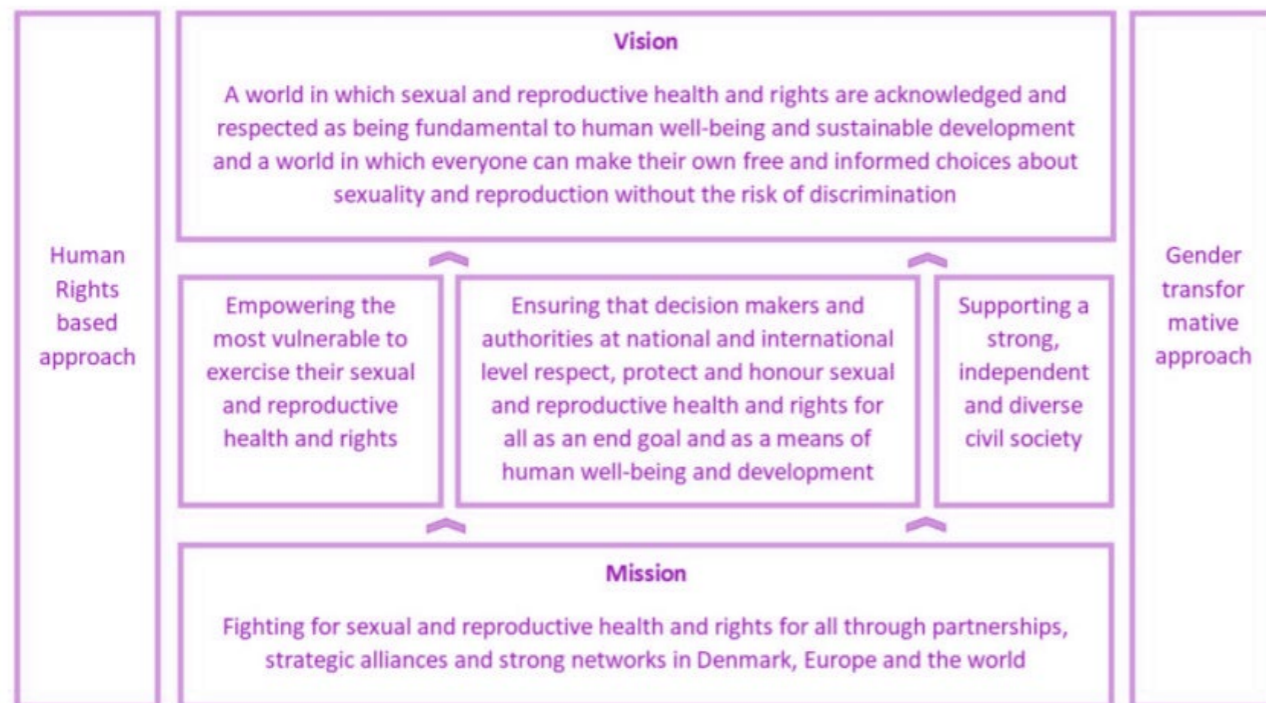 Human
Rights
based
approach
Vision
A world in which sexual and reproductive health and rights are acknowledged and
respected as being fundamental to human well-being and sustainable development
and a world in which everyone can make their own free and informed choices about
sexuality and reproduction without the risk of discrimination
Empowering the
most vulnerable to
exercise their sexual
and reproductive
health and rights
Ensuring that decision makers and
authorities at national and international
level respect, protect and honour sexual
and reproductive health and rights for
all as an end goal and as a means of
human well-being and development
Supporting a
strong,
independent
and diverse
civil society
Mission
Fighting for sexual and reproductive health and rights for all through partnerships,
strategic alliances and strong networks in Denmark, Europe and the world
Gender
transfor
mative
approach